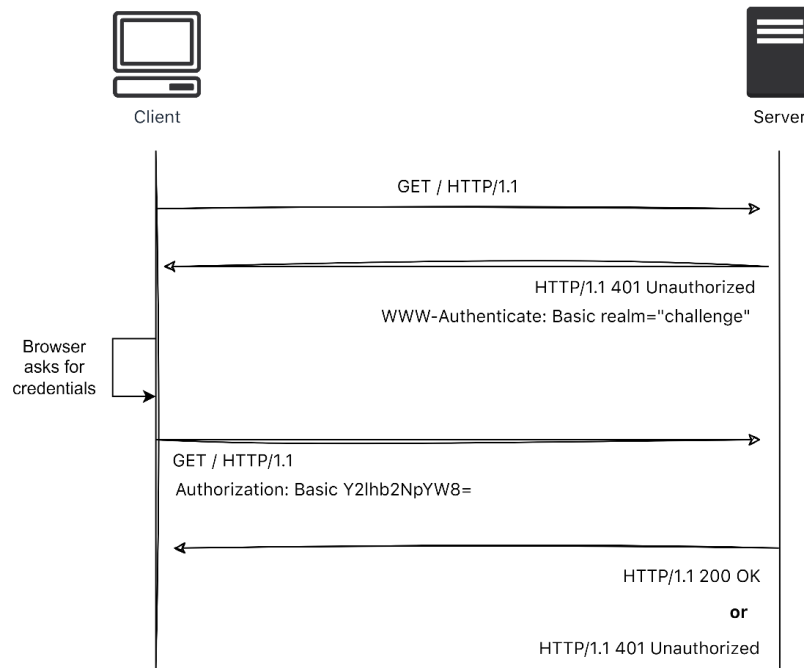 Client
Server
GET / HTTP/1.1
HTTP/1.1 401 Unauthorized
WWW-Authenticate: Basic realm="challenge"
Browser
asks for
credentials
GET / HTTP/1.1
Authorization: Basic Y2lhb2NpYW8=
HTTP/1.1 200 OK
or
HTTP/1.1 401 Unauthorized